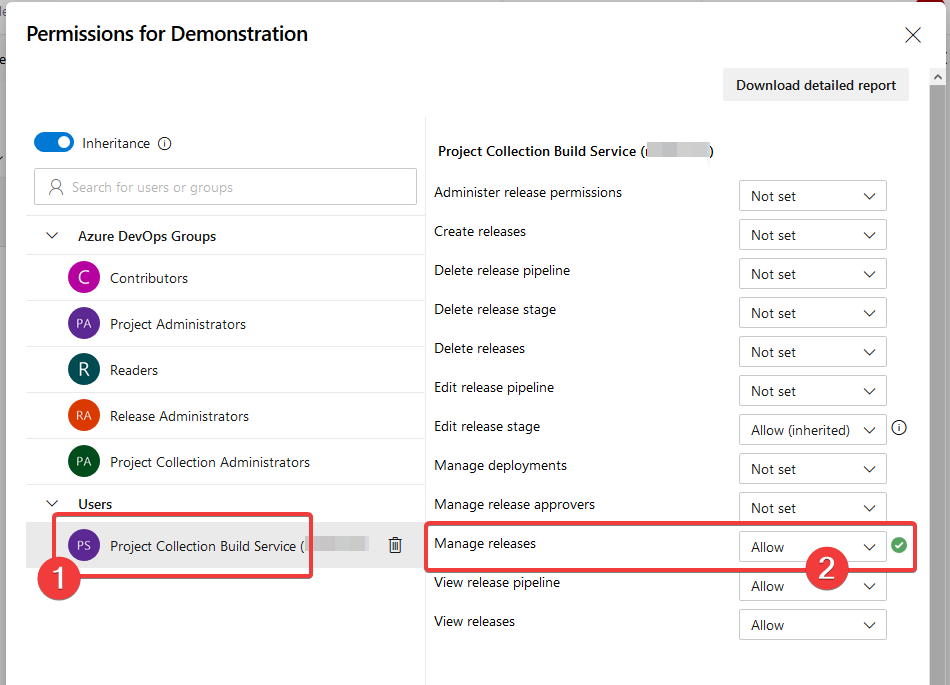 Permissions for Demonstration
Download detailed report
Inheritance
Search for users or groups
Azure DevOps Groups
C Contributors
PA Project Administrators
R Readers
RA Release Administrators
PA Project Collection Administrators
Users
PS Project Collection Build Service (
1
Project Collection Build Service ( )
Administer release permissions Not set
Create releases Not set
Delete release pipeline Not set
Delete release stage Not set
Delete releases Not set
Edit release pipeline Not set
Edit release stage Allow (inherited)
Manage deployments Not set
Manage release approvers Not set
Manage releases Allow
2
View release pipeline Allow
View releases Allow